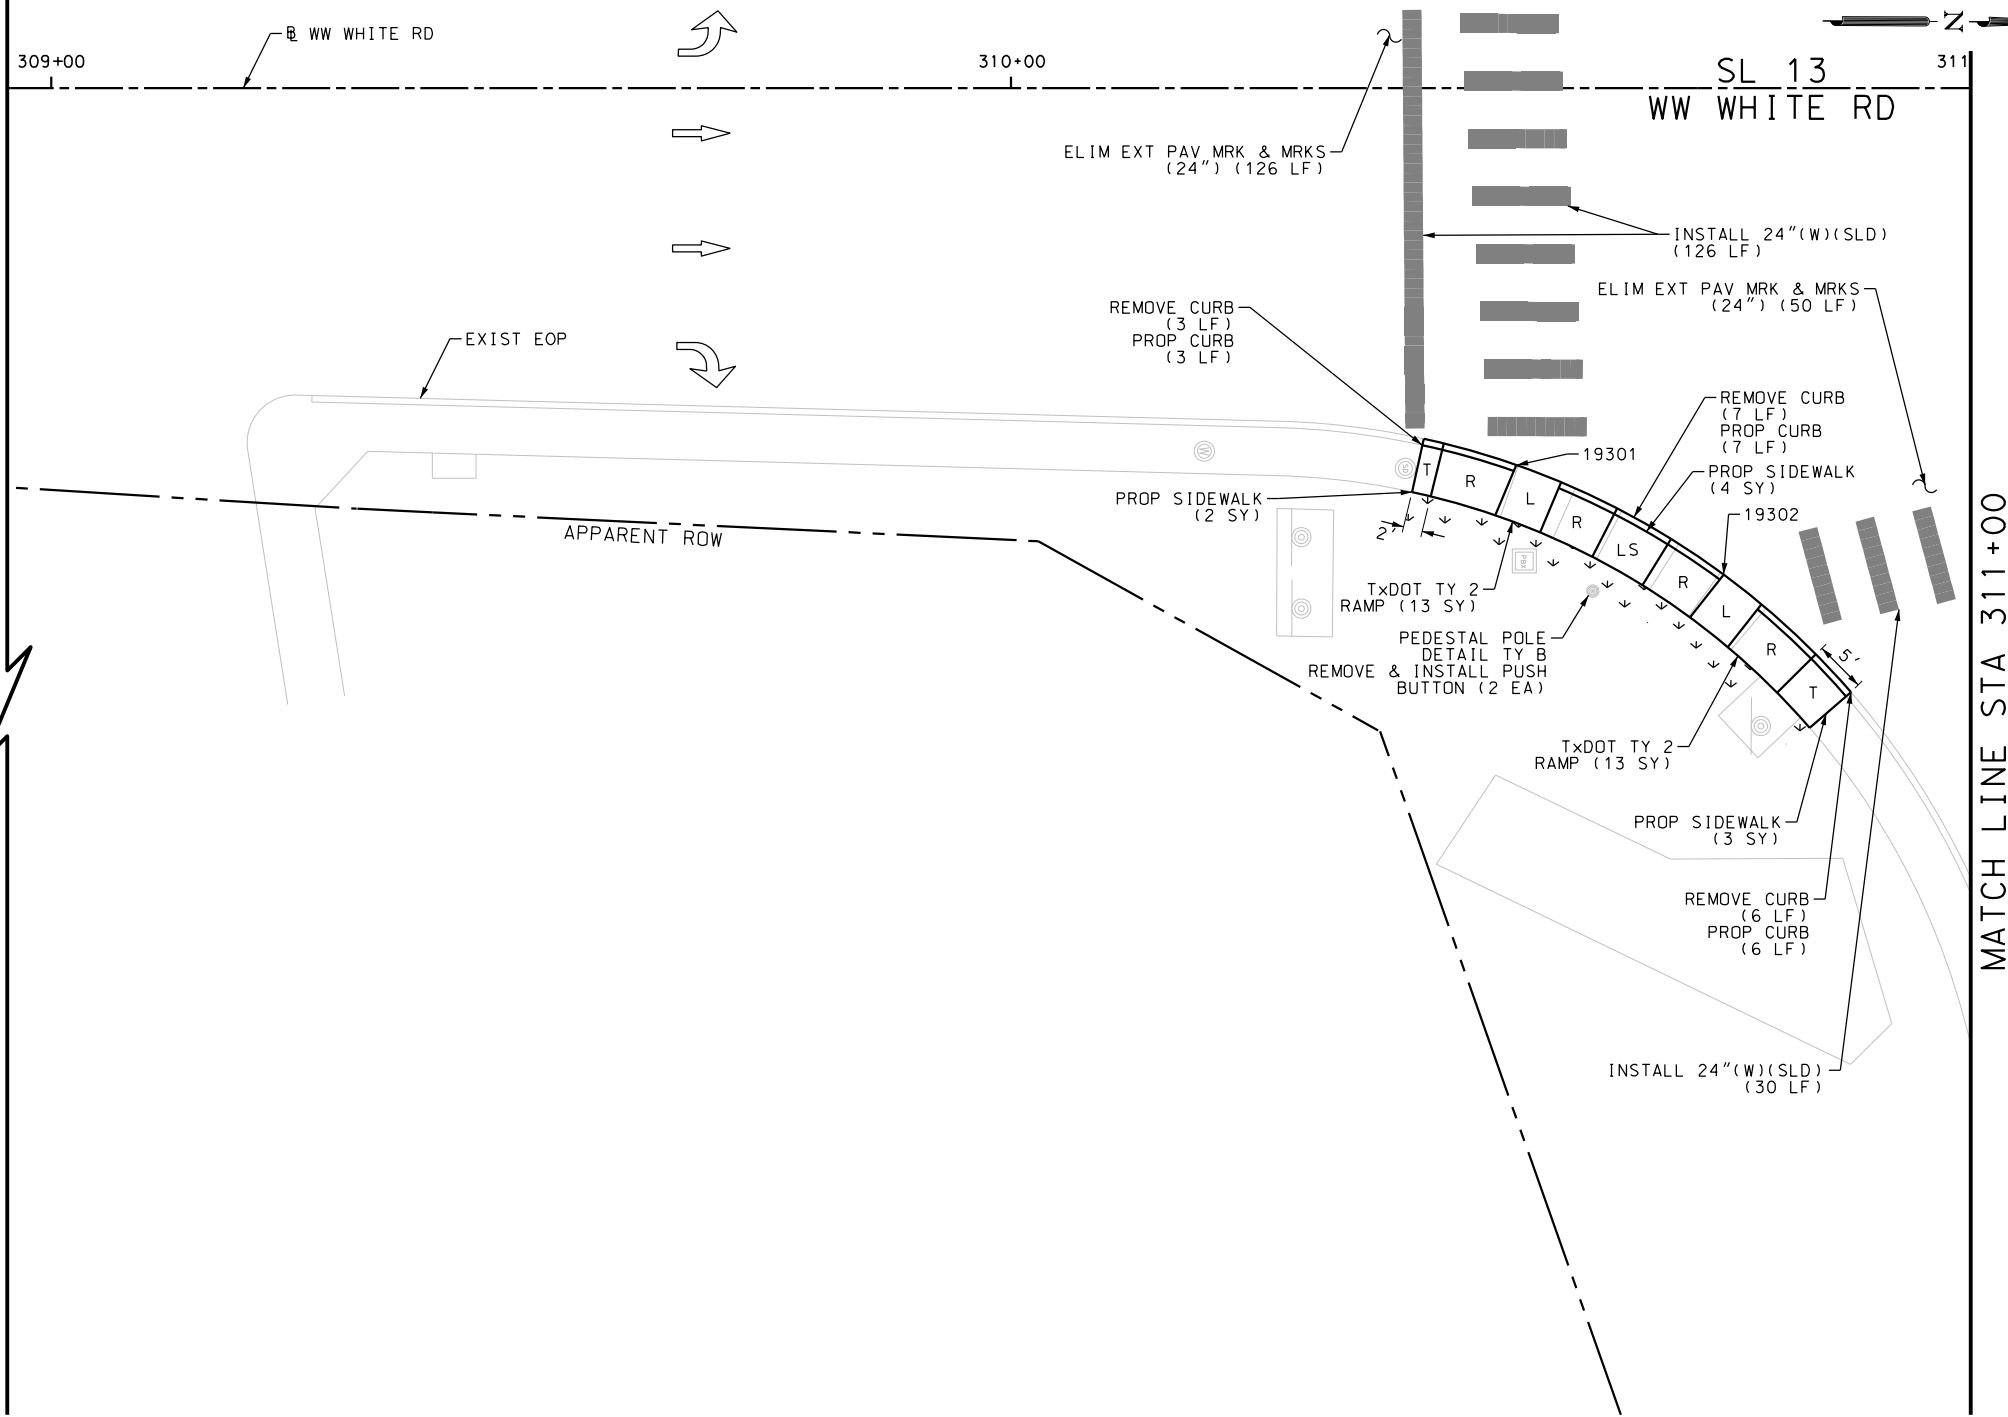 ℄ WW WHITE RD
309+00
310+00
311
N
SL 13
WW WHITE RD
ELIM EXT PAV MRK & MRKS
(24") (126 LF)
INSTALL 24"(W)(SLD)
(126 LF)
ELIM EXT PAV MRK & MRKS
(24") (50 LF)
REMOVE CURB
(3 LF)
PROP CURB
(3 LF)
EXIST EOP
REMOVE CURB
(7 LF)
PROP CURB
(7 LF)
19301
PROP SIDEWALK
(4 SY)
19302
PROP SIDEWALK
(2 SY)
W
SD
T
R
L
R
LS
R
L
R
T
2'
5'
PBX
APPARENT ROW
TxDOT TY 2
RAMP (13 SY)
PEDESTAL POLE
DETAIL TY B
REMOVE & INSTALL PUSH
BUTTON (2 EA)
TxDOT TY 2
RAMP (13 SY)
PROP SIDEWALK
(3 SY)
REMOVE CURB
(6 LF)
PROP CURB
(6 LF)
INSTALL 24"(W)(SLD)
(30 LF)
MATCH LINE STA 311+00